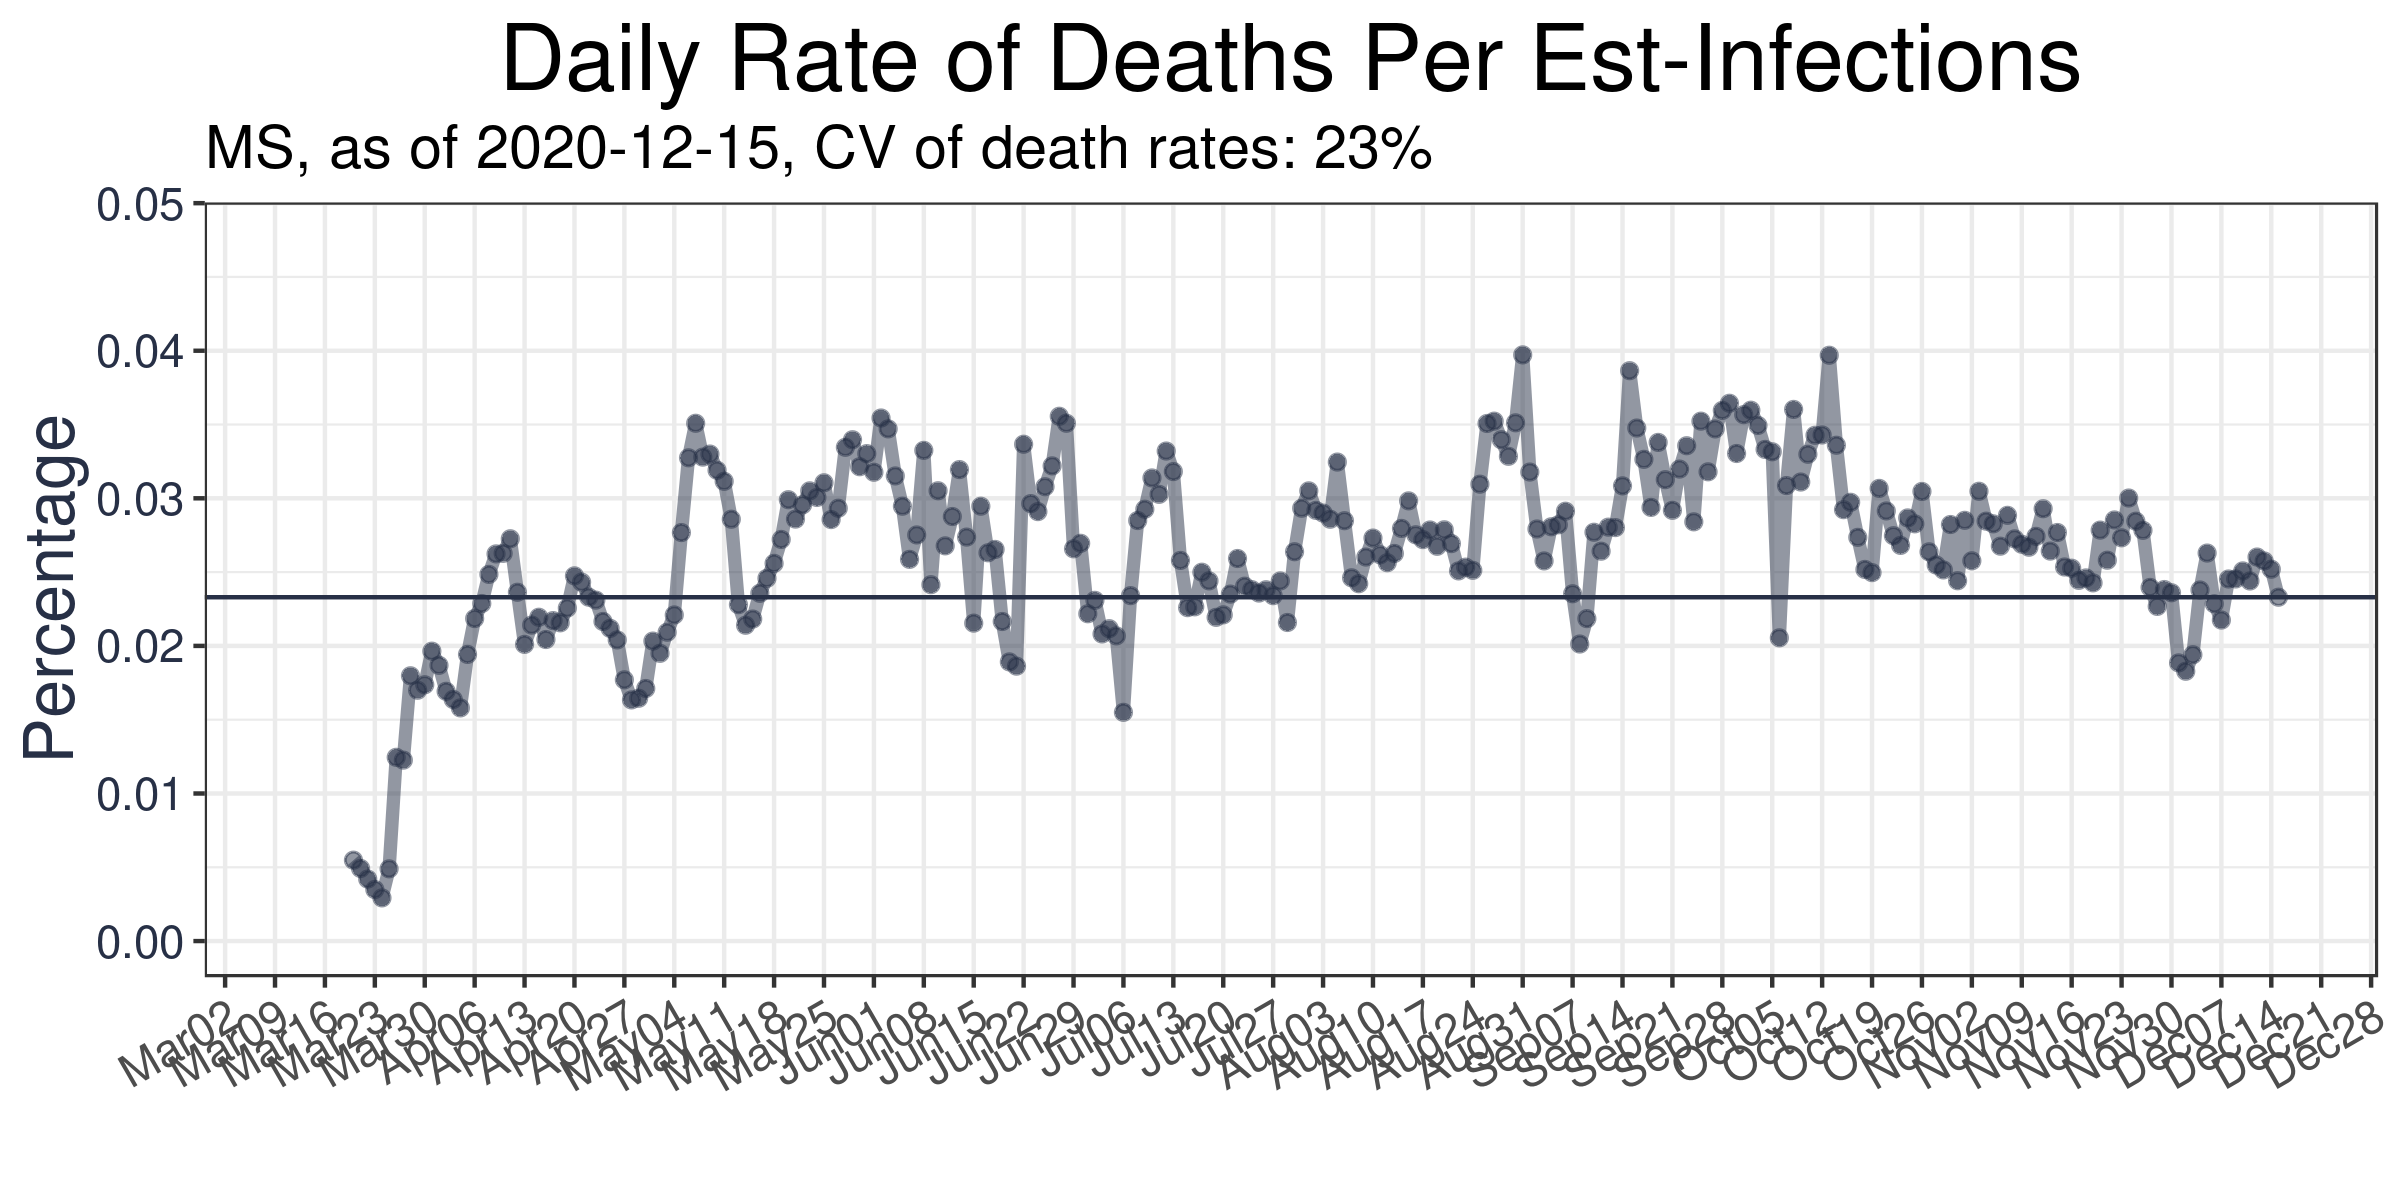 Daily Rate of Deaths Per Est-Infections
MS, as of 2020-12-15, CV of death rates: 23%
Percentage
0.05
0.04
0.03
0.02
0.01
0.00
Mar02
Mar09
Mar16
Mar23
Mar30
Apr06
Apr13
Apr20
Apr27
May04
May11
May18
May25
Jun01
Jun08
Jun15
Jun22
Jun29
Jul06
Jul13
Jul20
Jul27
Aug03
Aug10
Aug17
Aug24
Aug31
Sep07
Sep14
Sep21
Sep28
Oct05
Oct12
Oct19
Oct26
Nov02
Nov09
Nov16
Nov23
Nov30
Dec07
Dec14
Dec21
Dec28